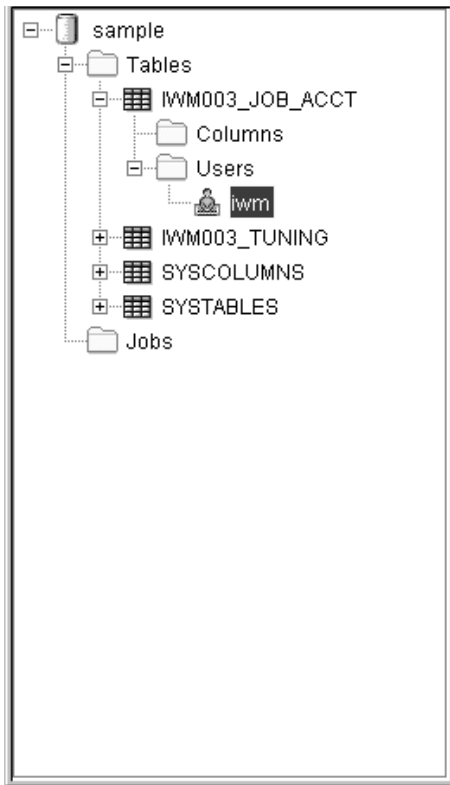 sample
Tables
IWM003_JOB_ACCT
Columns
Users
iwm
IWM003_TUNING
SYSCOLUMNS
SYSTABLES
Jobs